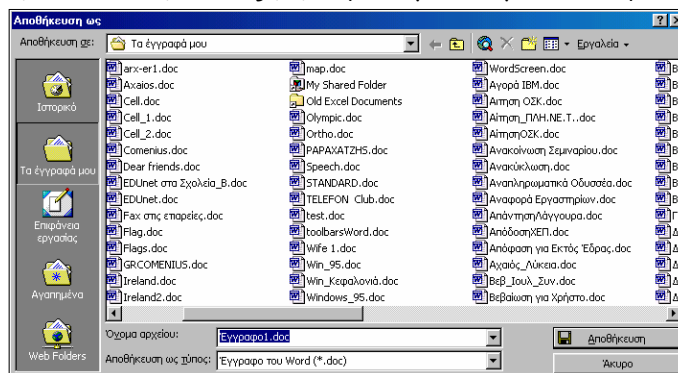 Αποθήκευση ως
Αποθήκευση σε:
Τα έγγραφά μου
Εργαλεία
Ιστορικό
Τα έγγραφά μου
Επιφάνεια
εργασίας
Αγαπημένα
Web Folders
arx-er1.doc
Axaios.doc
Cell.doc
Cell_1.doc
Cell_2.doc
Comenius.doc
Dear friends.doc
EDUnet στα Σχολεία_B.doc
EDUnet.doc
Fax στις εταιρείες.doc
Flag.doc
Flags.doc
GRCOMENIUS.doc
Ireland.doc
Ireland2.doc
map.doc
My Shared Folder
Old Excel Documents
Olympic.doc
Ortho.doc
PAPAXATZHS.doc
Speech.doc
STANDARD.doc
TELEFON Club.doc
test.doc
toolbarsWord.doc
Wife 1.doc
Win_95.doc
Win_Κεφαλονιά.doc
Windows_95.doc
WordScreen.doc
Αγορά IBM.doc
Αιτηση ΟΣΚ.doc
Αίτηση_ΠΛΗ.ΝΕ.Τ..doc
ΑίτησηΟΣΚ.doc
Ανακοίνωση Σεμιναρίου.doc
Ανακύκλωση.doc
Αναπληρωματικά Οδυσσέα.doc
Αναφορά Εργαστηρίων.doc
ΑπάντησηΛάγγουρα.doc
ΑπόδοσηΧΕΠ.doc
Απόφαση για Εκτός Έδρας.doc
Αχαιός_Λύκεια.doc
Βεβ_Ιουλ_Συν.doc
Βεβαίωση για Χρήστο.doc
Όνομα αρχείου:
Έγγραφο1.doc
Αποθήκευση
Αποθήκευση ως τύπος:
Έγγραφο του Word (*.doc)
Άκυρο